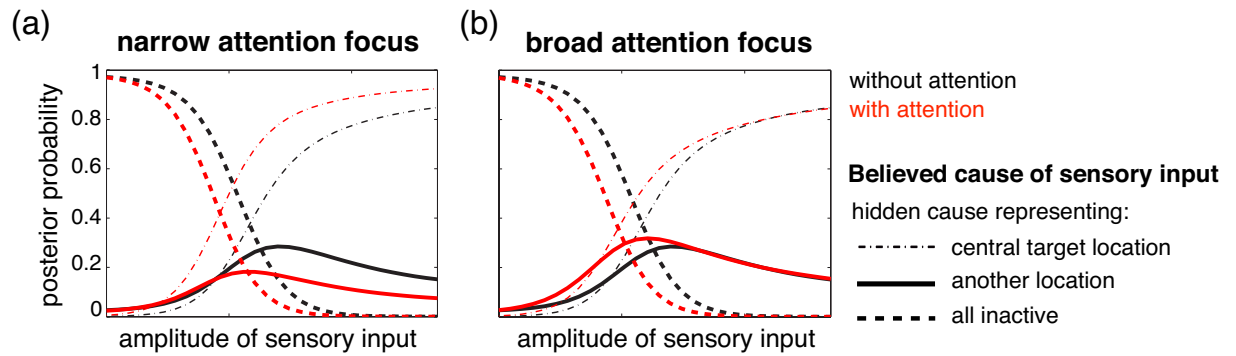 (a)
narrow attention focus
(b)
broad attention focus
posterior probability
1
0.8
0.6
0.4
0.2
0
amplitude of sensory input
amplitude of sensory input
without attention
with attention
Believed cause of sensory input
hidden cause representing:
central target location
another location
all inactive